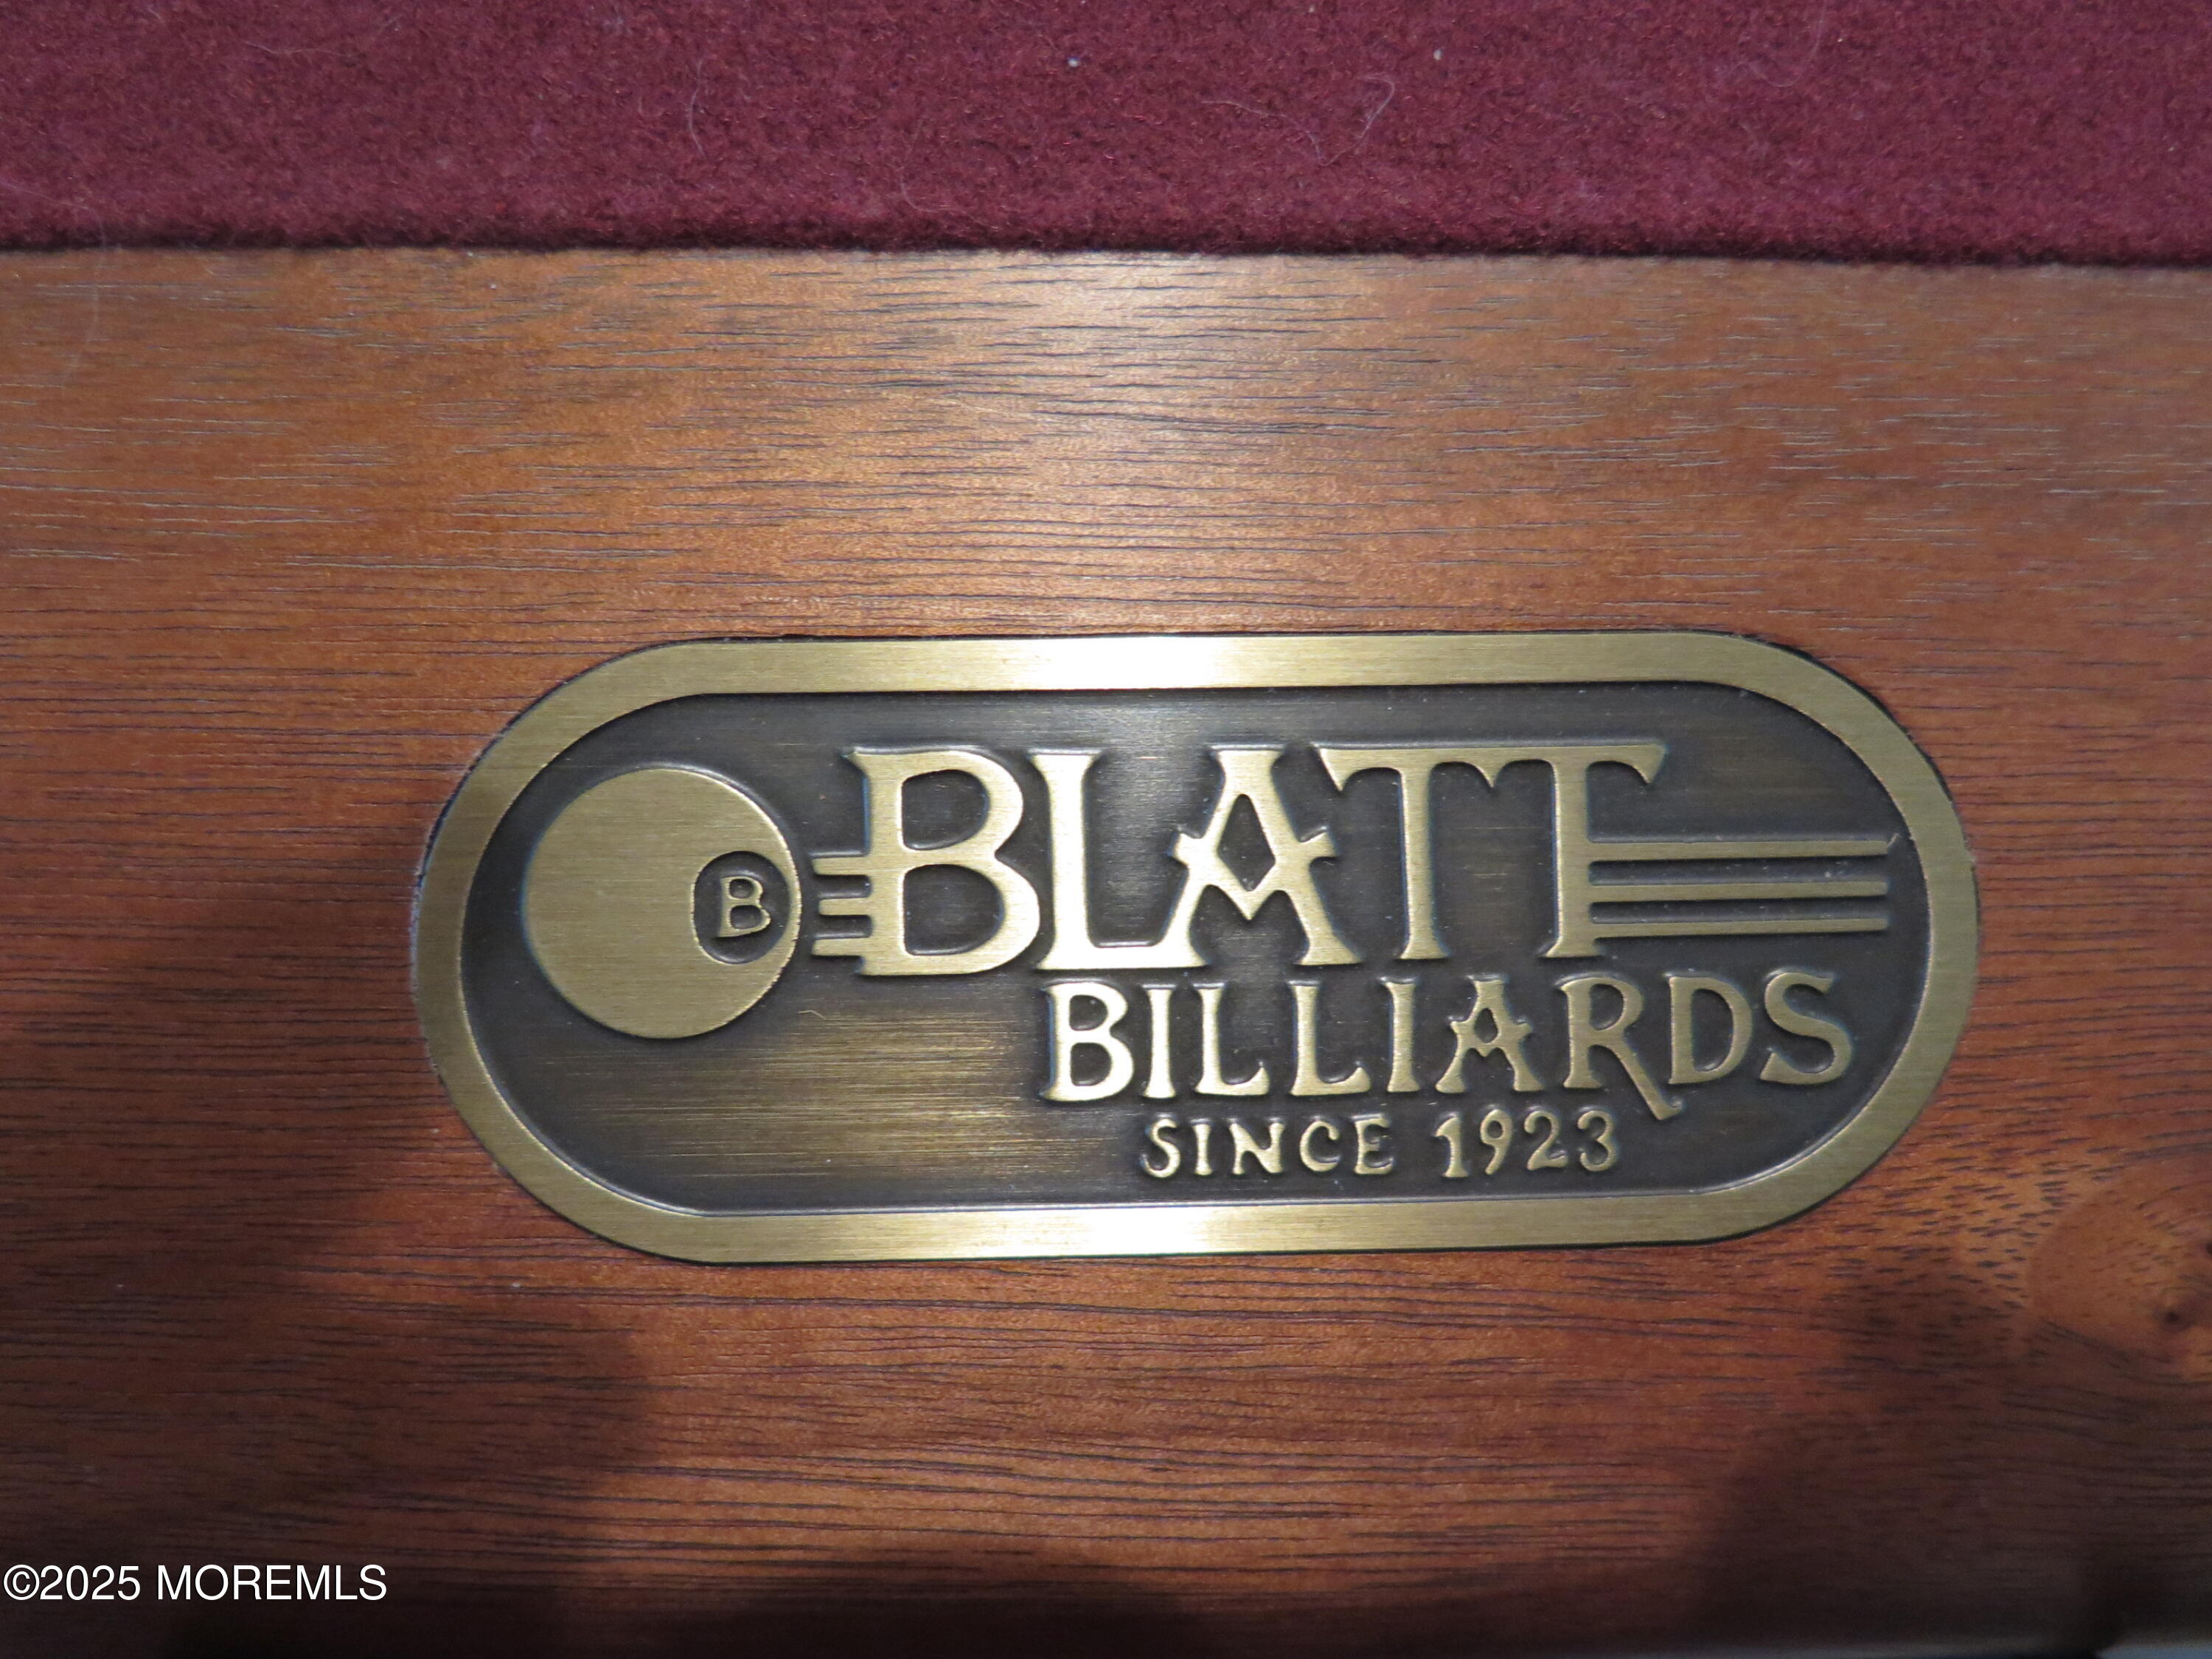 B
BLATT
BILLIARDS
SINCE 1923
©2025 MOREMLS